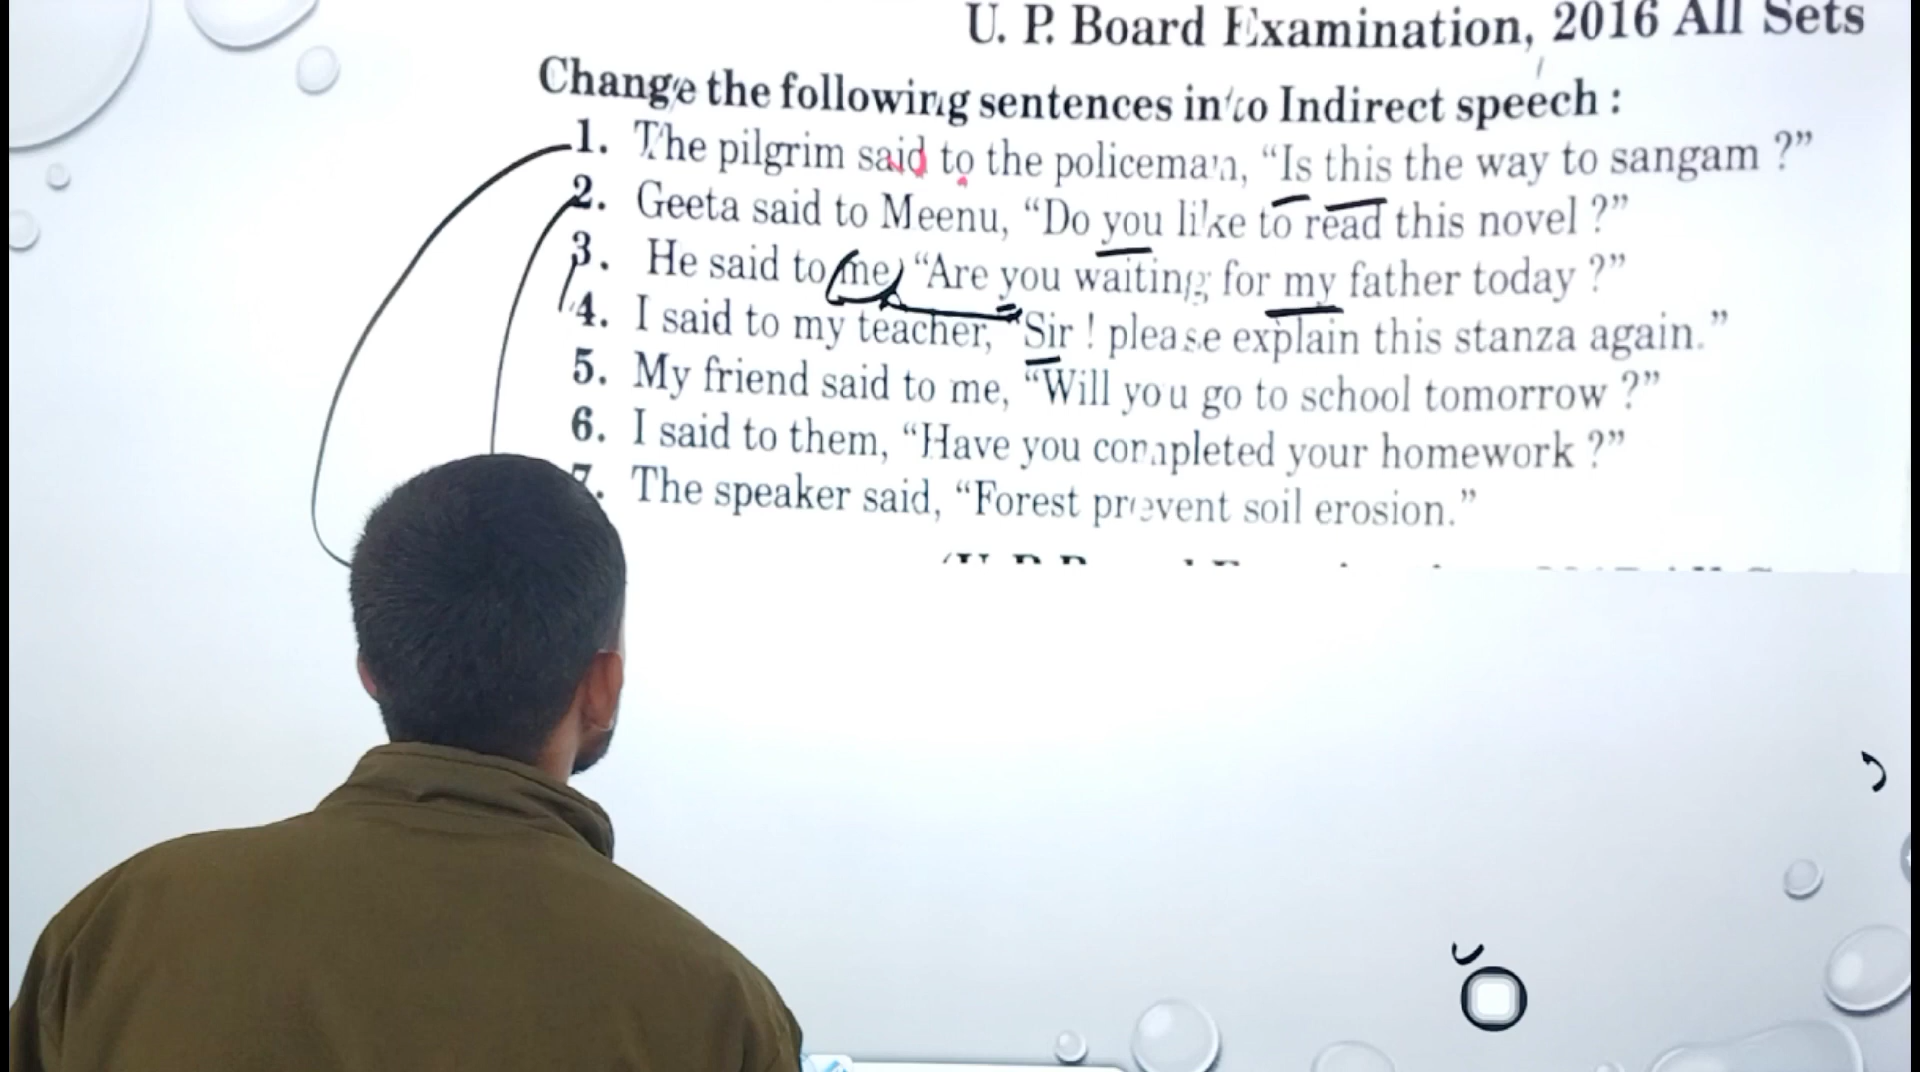 U. P. Board Examination, 2016 All Sets
Change the following sentences into Indirect speech :
1. The pilgrim said to the policeman, “Is this the way to sangam ?”
2. Geeta said to Meenu, “Do you like to read this novel ?”
3. He said to me, “Are you waiting for my father today ?”
4. I said to my teacher, “Sir ! please explain this stanza again.”
5. My friend said to me, “Will you go to school tomorrow ?”
6. I said to them, “Have you completed your homework ?”
7. The speaker said, “Forest prevent soil erosion.”